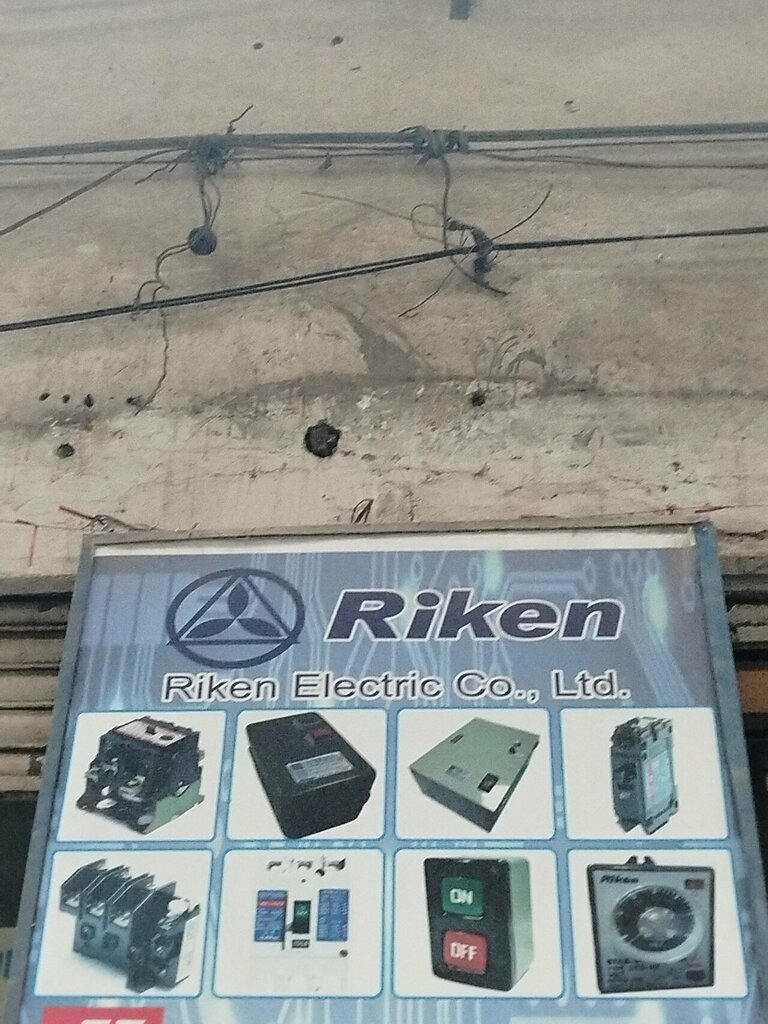 Riken
Riken Electric Co., Ltd.
ON
OFF
Riken